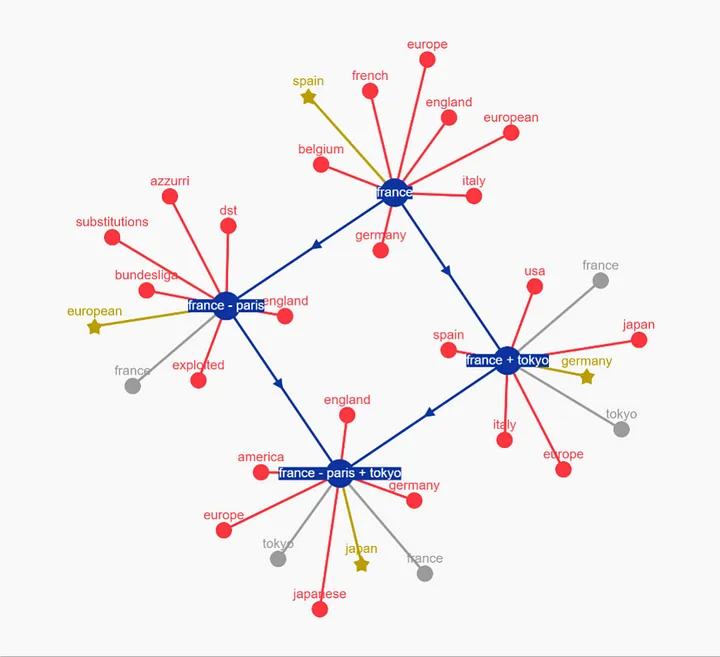 europe
french
spain
england
european
belgium
azzurri
italy
france
dst
substitutions
germany
france
usa
bundesliga
england
european
france - paris
japan
spain
france + tokyo
germany
france
exploited
england
tokyo
italy
europe
america
france - paris + tokyo
germany
europe
tokyo
japan
france
japanese